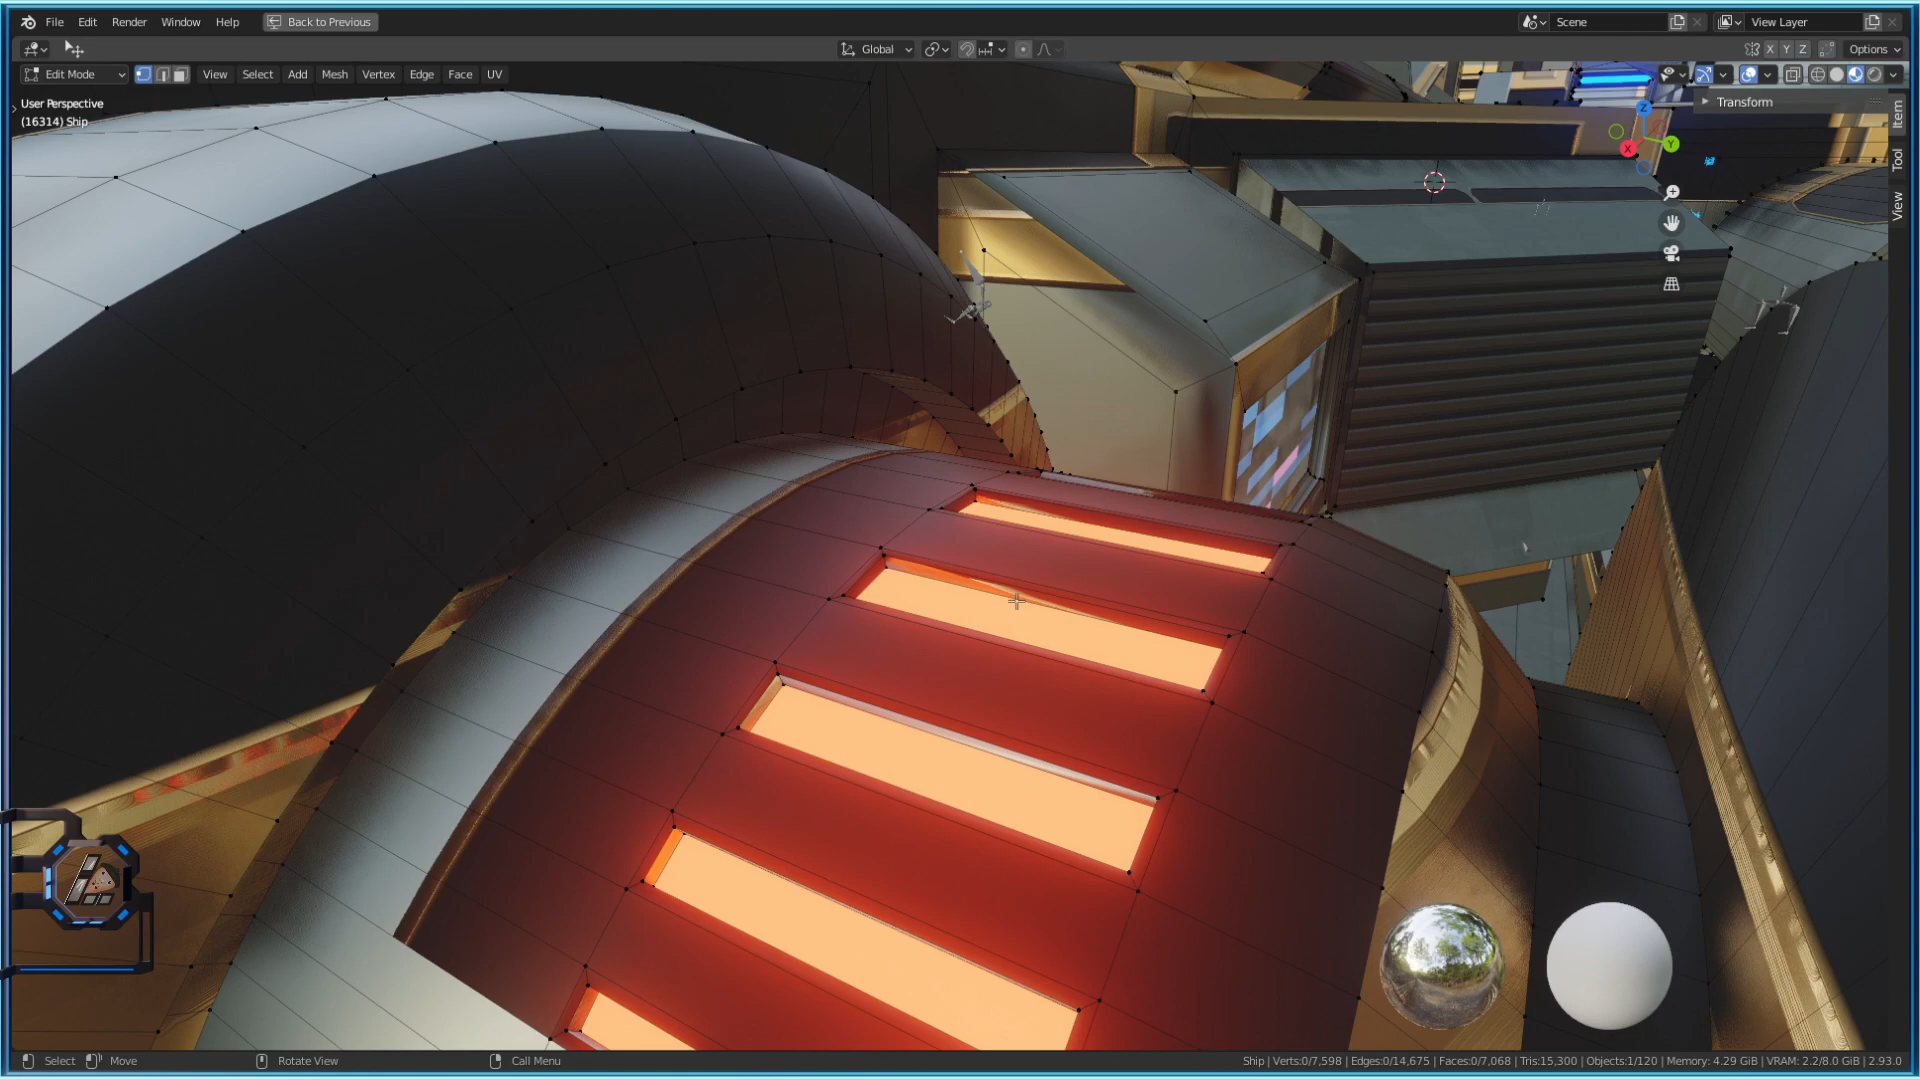 File Edit Render Window Help Back to Previous Scene View Layer
Global X Y Z Options
Edit Mode View Select Add Mesh Vertex Edge Face UV
User Perspective
(16314) Ship
Transform
Item
Tool
View
Z
X
Y
Select Move Rotate View Call Menu Ship | Verts:0/7,598 | Edges:0/14,675 | Faces:0/7,068 | Tris:15,300 | Objects:1/120 | Memory: 4.29 GiB | VRAM: 2.2/8.0 GiB | 2.93.0